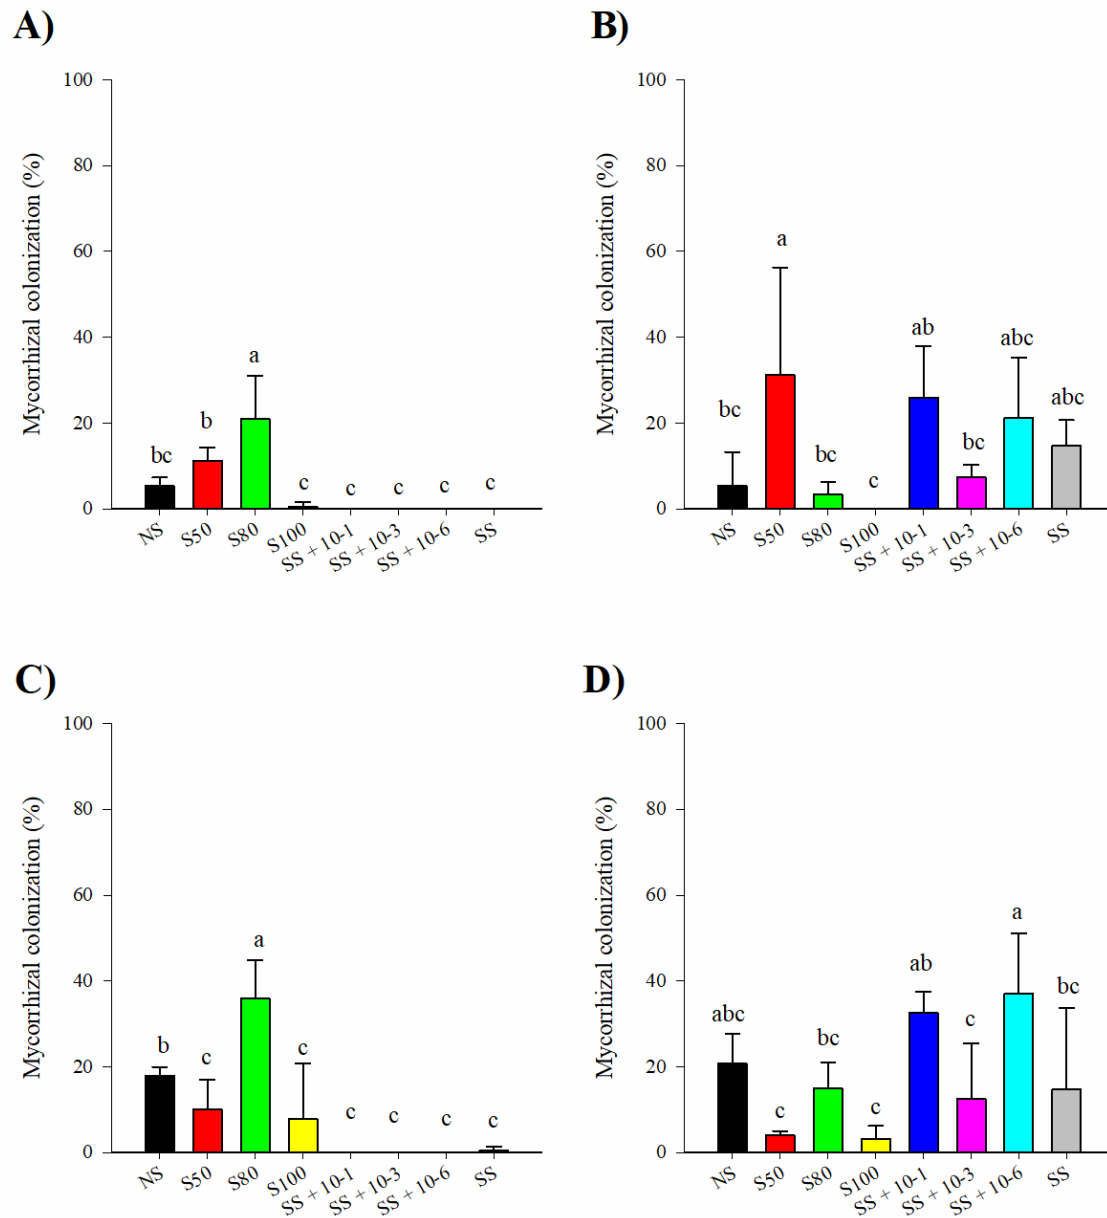 A)
B)
Mycorrhizal colonization (%)
100
80
60
40
20
0
bc
b
a
c
c
c
c
c
NS
S50
S80
S100
SS + 10-1
SS + 10-3
SS + 10-6
SS
Mycorrhizal colonization (%)
100
80
60
40
20
0
bc
a
bc
c
ab
bc
abc
abc
NS
S50
S80
S100
SS + 10-1
SS + 10-3
SS + 10-6
SS
C)
D)
Mycorrhizal colonization (%)
100
80
60
40
20
0
b
c
a
c
c
c
c
c
NS
S50
S80
S100
SS + 10-1
SS + 10-3
SS + 10-6
SS
Mycorrhizal colonization (%)
100
80
60
40
20
0
abc
c
bc
c
ab
c
a
bc
NS
S50
S80
S100
SS + 10-1
SS + 10-3
SS + 10-6
SS